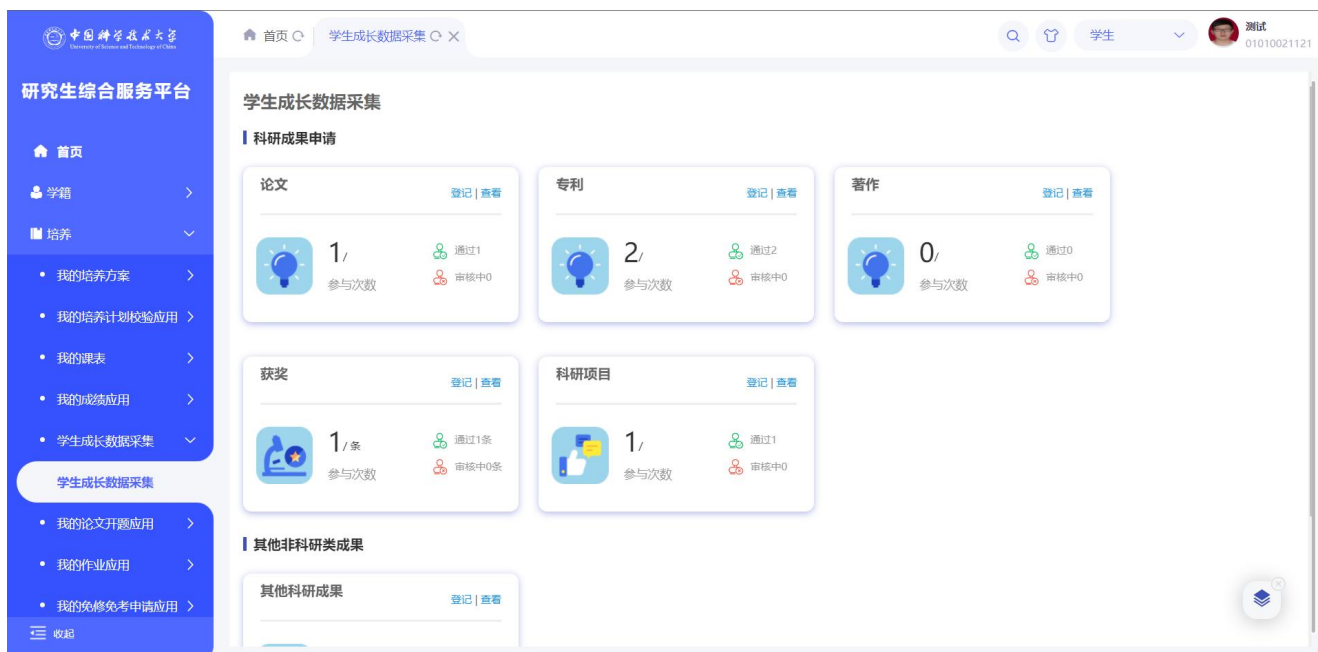 中国科学技术大学
University of Science and Technology of China
首页
学生成长数据采集
学生
测试
01010021121
研究生综合服务平台
首页
学籍
培养
我的培养方案
我的培养计划校验应用
我的课表
我的成绩应用
学生成长数据采集
学生成长数据采集
我的论文开题应用
我的作业应用
我的免修免考申请应用
收起
学生成长数据采集
科研成果申请
论文
登记 | 查看
1/
参与次数
通过1
审核中0
专利
登记 | 查看
2/
参与次数
通过2
审核中0
著作
登记 | 查看
0/
参与次数
通过0
审核中0
获奖
登记 | 查看
1/ 条
参与次数
通过1条
审核中0条
科研项目
登记 | 查看
1/
参与次数
通过1
审核中0
其他非科研类成果
其他科研成果
登记 | 查看